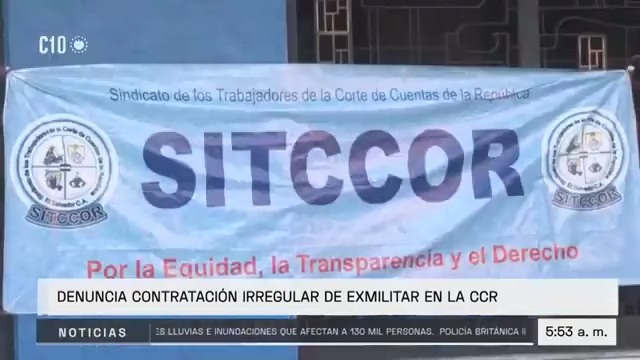 C10
Sindicato de los Trabajadores de la Corte de Cuentas de la República
SITCCOR
SITCCOR
SITCCOR
Por la Equidad, la Transparencia y el Derecho
DENUNCIA CONTRATACIÓN IRREGULAR DE EXMILITAR EN LA CCR
NOTICIAS
ES LLUVIAS E INUNDACIONES QUE AFECTAN A 130 MIL PERSONAS. POLICÍA BRITÁNICA
5:53 a. m.